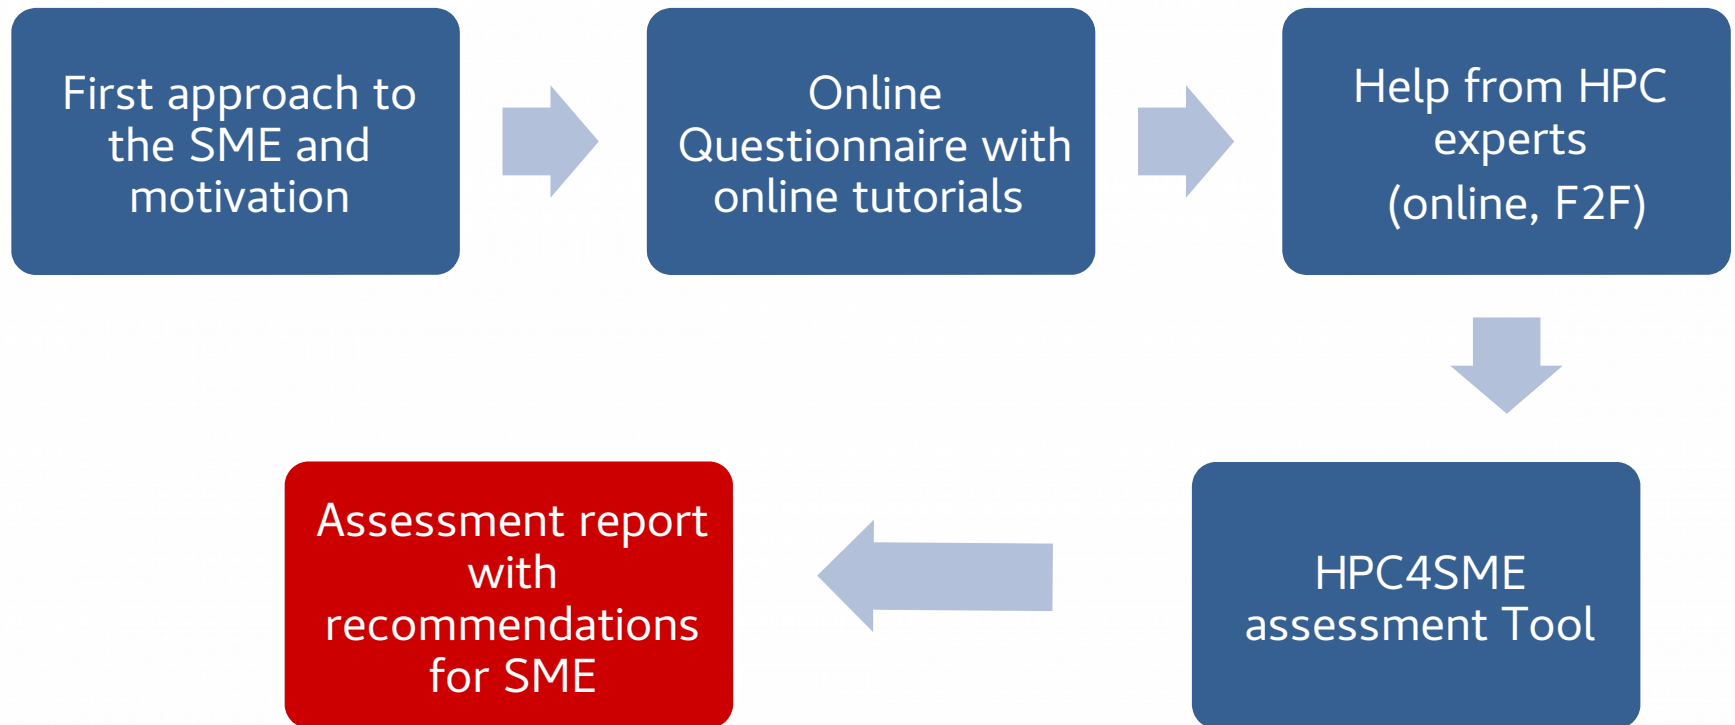 First approach to
the SME and
motivation
Online
Questionnaire with
online tutorials
Help from HPC
experts
(online, F2F)
HPC4SME
assessment Tool
Assessment report
with
recommendations
for SME